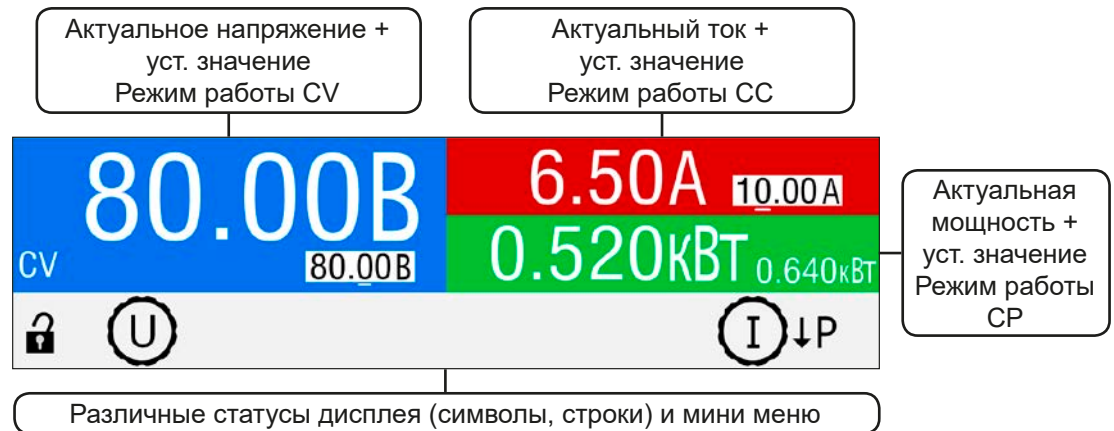 Актуальное напряжение +
уст. значение
Режим работы CV
Актуальный ток +
уст. значение
Режим работы CC
80.00В
CV
80.00В
6.50А 10.00А
0.520кВт 0.640кВт
Актуальная
мощность +
уст. значение
Режим работы
CP
U
I ↓P
Различные статусы дисплея (символы, строки) и мини меню